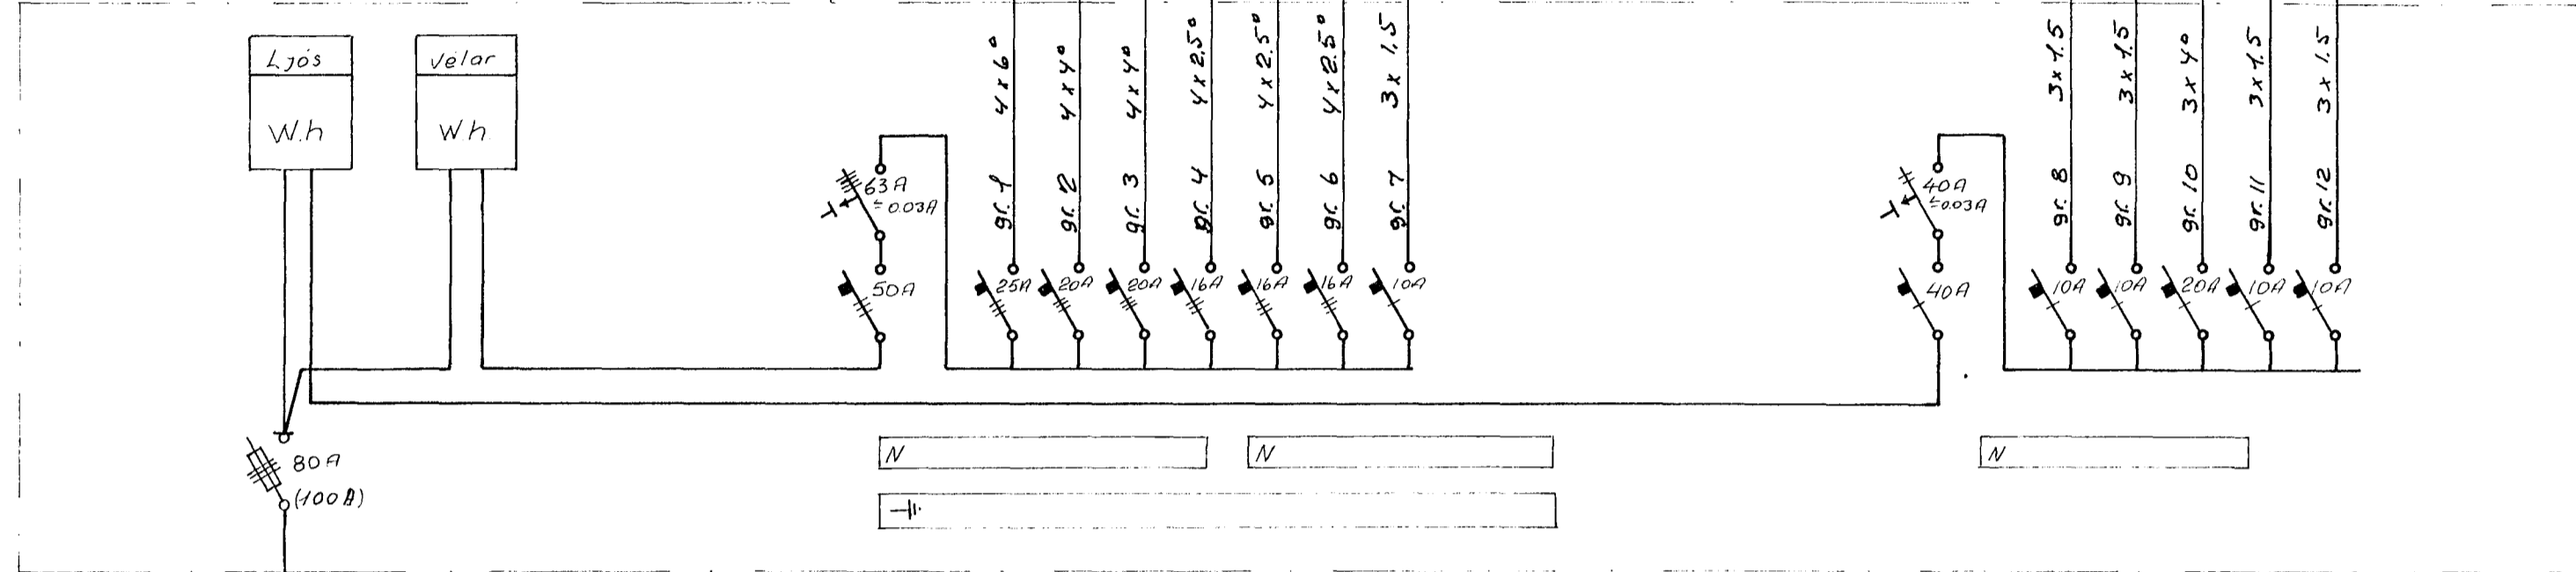 Ljós
W.h
Vélar
Wh
63A
≤0.03A
50A
gr. 1 4x6°
25A
gr. 2 4x4°
20A
gr. 3 4x4°
20A
gr. 4 4x2.5°
16A
gr. 5 4x2.5°
16A
gr. 6 4x2.5°
16A
gr. 7 3x1.5
10A
40A
≤0.03A
40A
gr. 8 3x1.5
10A
gr. 9 3x1.5
10A
gr. 10 3x4°
20A
gr. 11 3x1.5
10A
gr. 12 3x1.5
10A
80A
(100A)
N
N
N